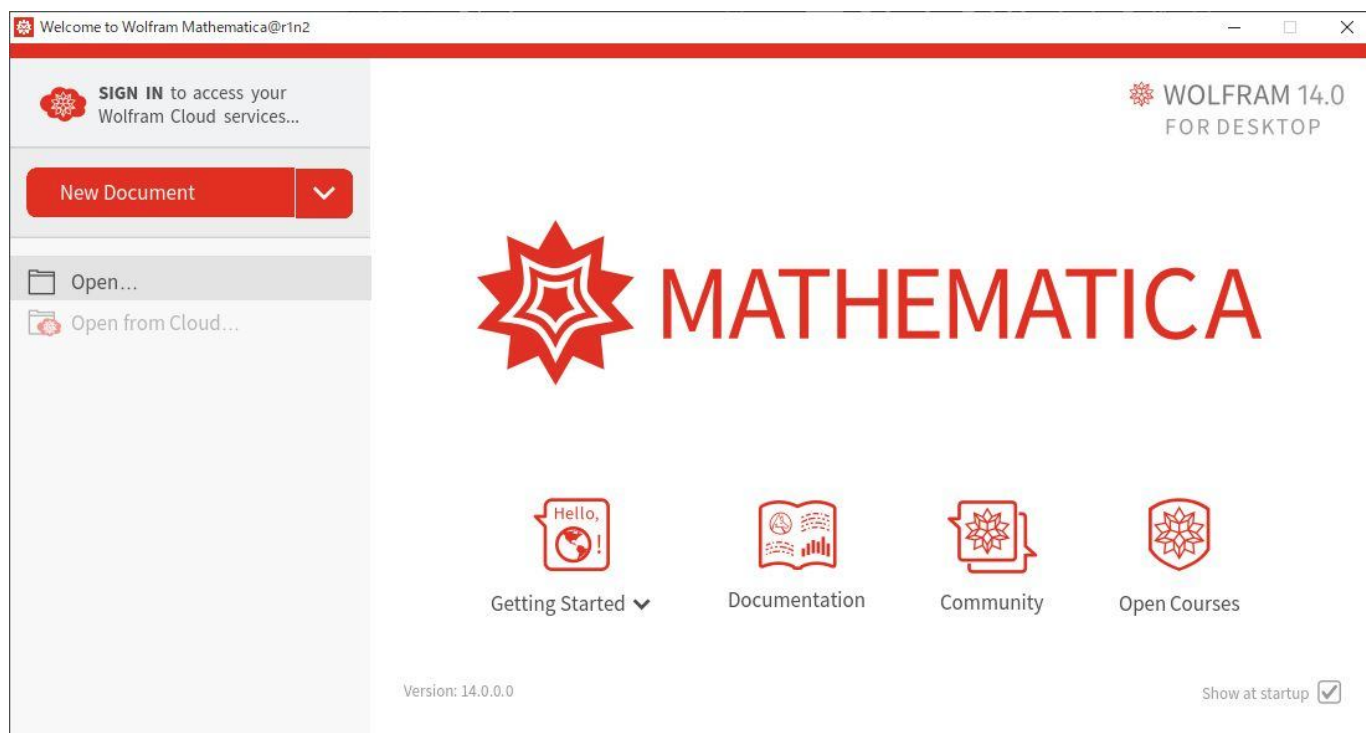 Welcome to Wolfram Mathematica@r1n2
SIGN IN to access your
Wolfram Cloud services...
New Document
Open...
Open from Cloud...
WOLFRAM 14.0
FOR DESKTOP
MATHEMATICA
Hello,
!
Getting Started
Documentation
Community
Open Courses
Version: 14.0.0.0
Show at startup